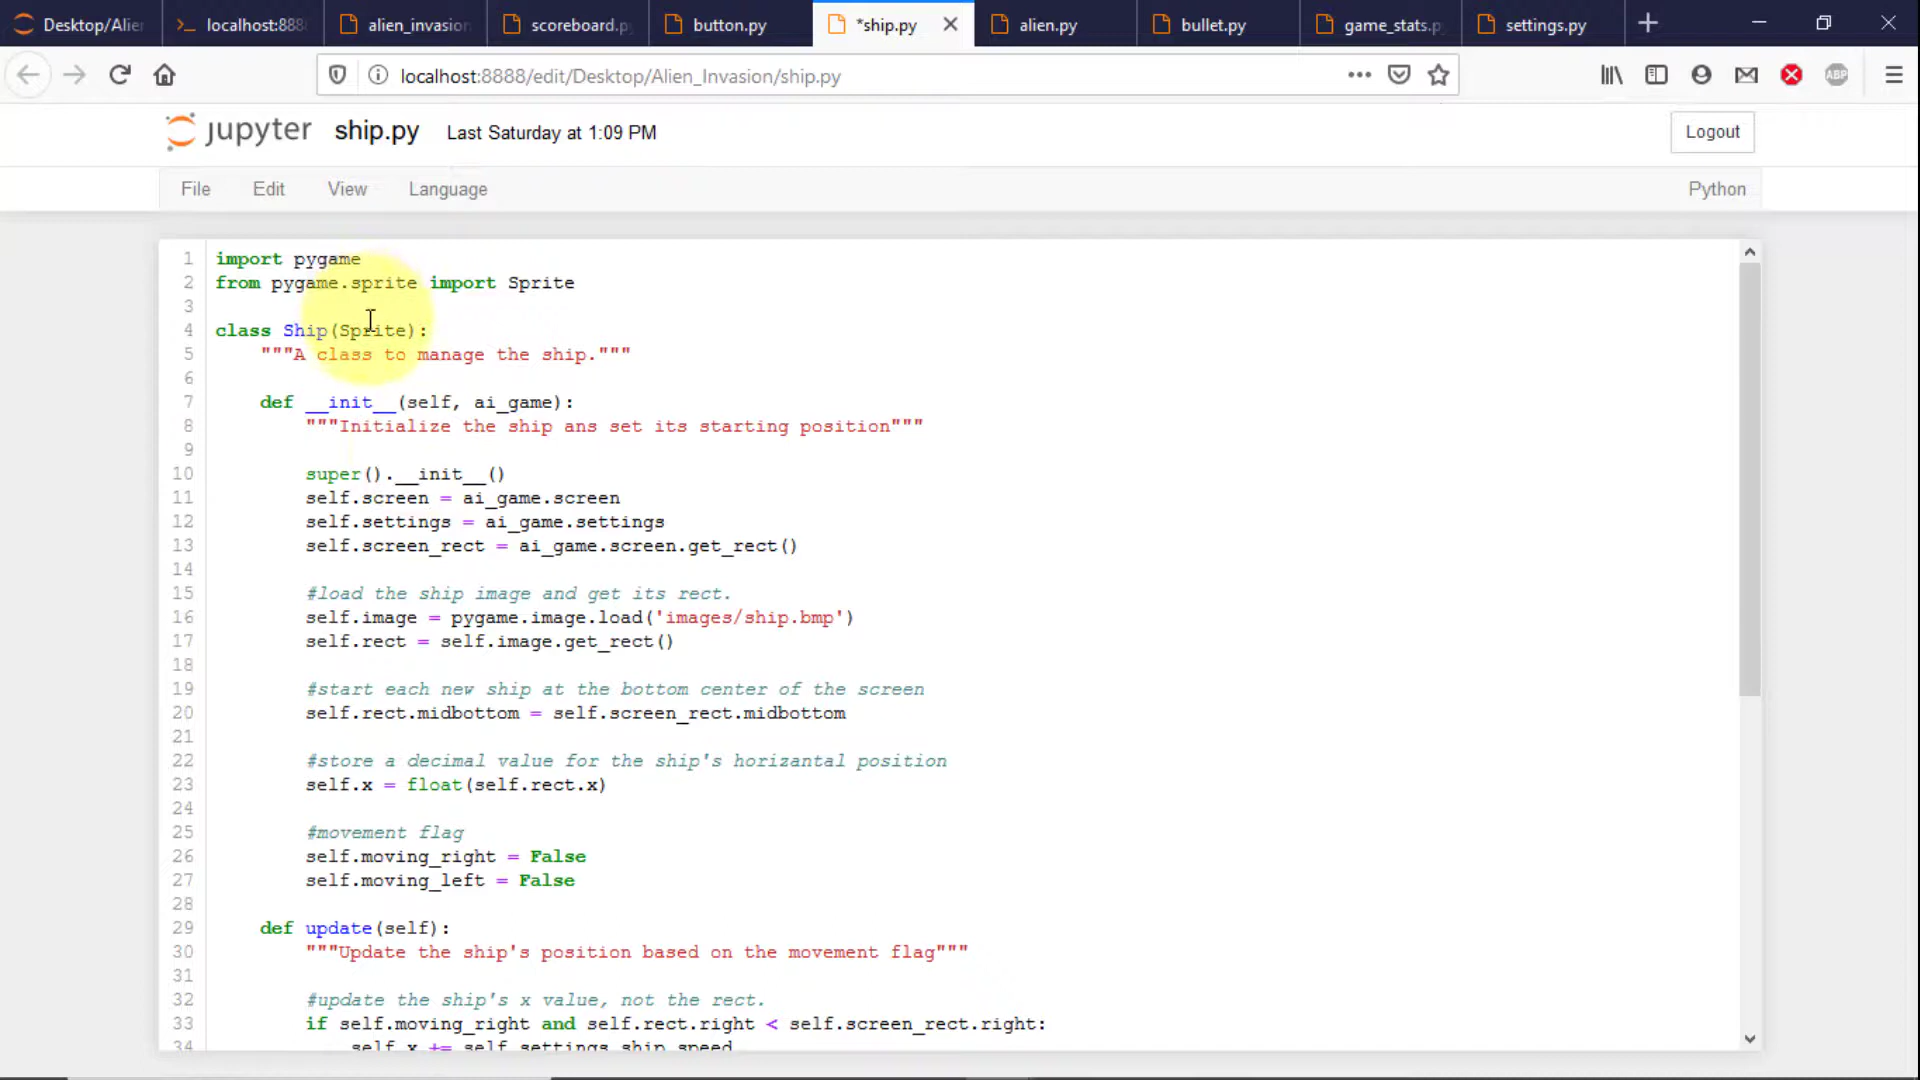 Desktop/Alie localhost:888 alien_invasion scoreboard.p button.py *ship.py alien.py bullet.py game_stats.p settings.py
localhost:8888/edit/Desktop/Alien_Invasion/ship.py ABP
jupyter ship.py Last Saturday at 1:09 PM Logout
File Edit View Language Python
1 import pygame
2 from pygame.sprite import Sprite
3
4 class Ship(Sprite):
5 """A class to manage the ship."""
6
7 def __init__(self, ai_game):
8 """Initialize the ship ans set its starting position"""
9
10 super().__init__()
11 self.screen = ai_game.screen
12 self.settings = ai_game.settings
13 self.screen_rect = ai_game.screen.get_rect()
14
15 #load the ship image and get its rect.
16 self.image = pygame.image.load('images/ship.bmp')
17 self.rect = self.image.get_rect()
18
19 #start each new ship at the bottom center of the screen
20 self.rect.midbottom = self.screen_rect.midbottom
21
22 #store a decimal value for the ship's horizantal position
23 self.x = float(self.rect.x)
24
25 #movement flag
26 self.moving_right = False
27 self.moving_left = False
28
29 def update(self):
30 """Update the ship's position based on the movement flag"""
31
32 #update the ship's x value, not the rect.
33 if self.moving_right and self.rect.right < self.screen_rect.right:
34 self.x += self.settings.ship_speed